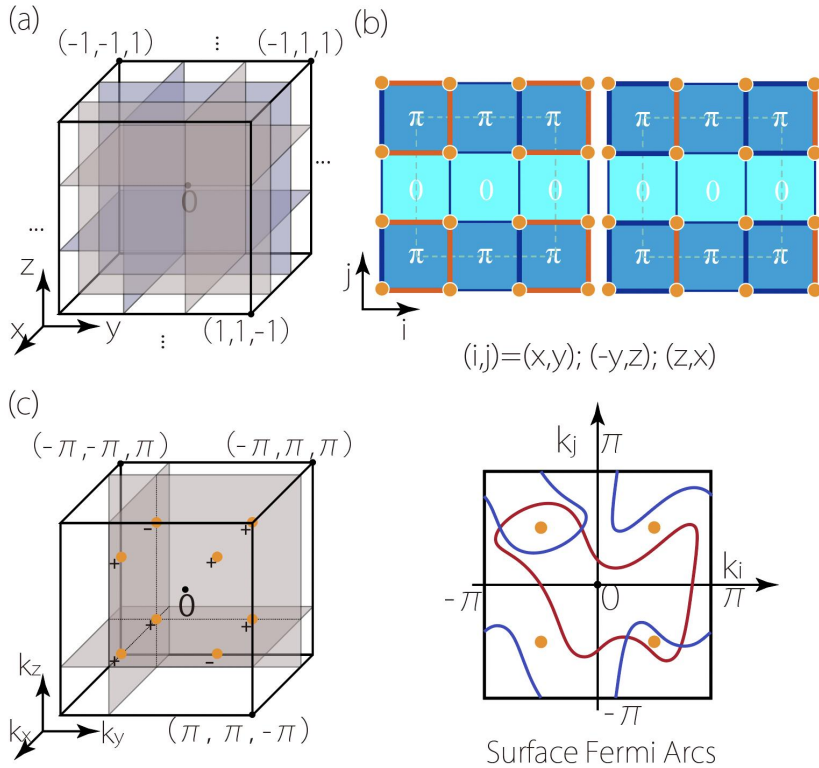 (a)
(-1,-1,1) ... (-1,1,1)
...
0
...
z
x y
... (1,1,-1)
(b)
π π π π π π
0 0 0 0 0 0
π π π π π π
j
i
(i,j)=(x,y); (-y,z); (z,x)
(c)
(-π,-π,π) (-π,π,π)
- +
+ +
0
+ +
+ -
kz
kx ky
(π, π, -π)
kj π
ki
-π 0 π
-π
Surface Fermi Arcs